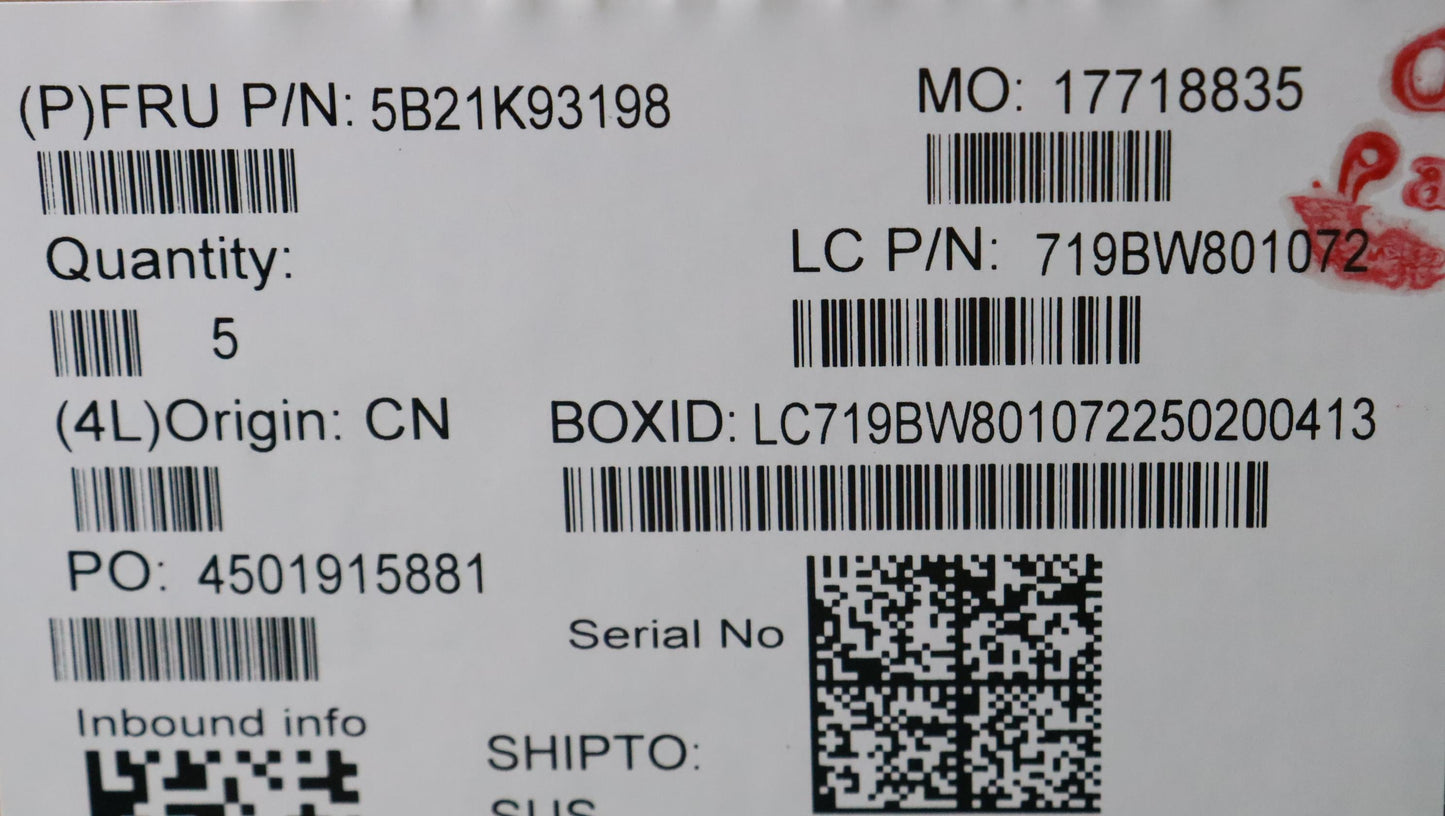 (P)FRU P/N: 5B21K93198
MO: 17718835
Quantity:
5
LC P/N: 719BW801072
(4L)Origin: CN
BOXID: LC719BW801072250200413
PO: 4501915881
Serial No
Inbound info
SHIPTO:
SUS